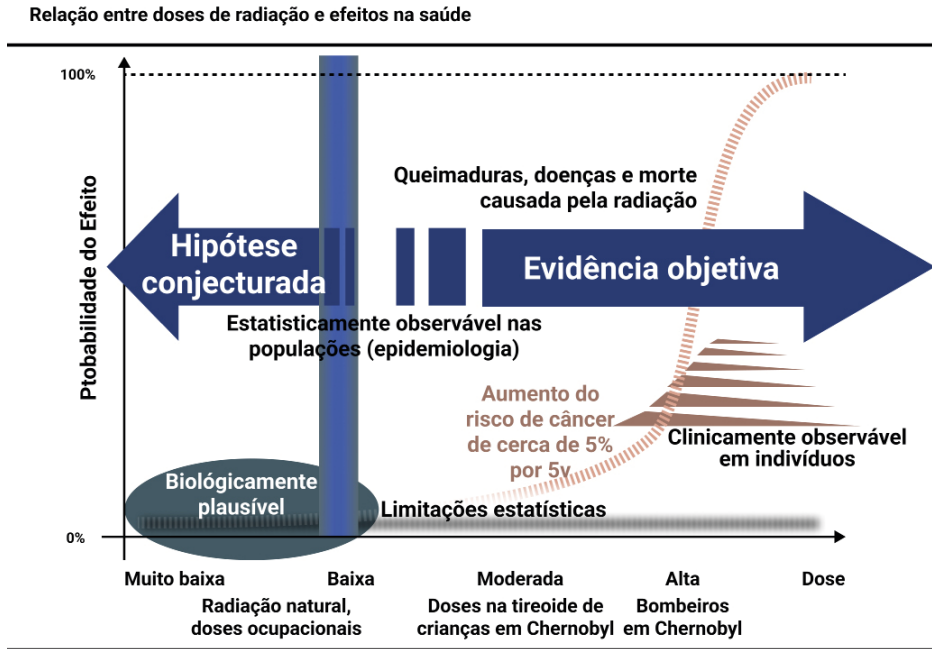 Relação entre doses de radiação e efeitos na saúde
100%
Ptobabilidade do Efeito
Queimaduras, doenças e morte
causada pela radiação
Hipótese
conjecturada
Evidência objetiva
Estatisticamente observável nas
populações (epidemiologia)
Aumento do
risco de câncer
de cerca de 5%
por 5v
Clinicamente observável
em indivíduos
Biológicamente
plausível
Limitações estatísticas
0%
Muito baixa
Baixa
Moderada
Alta
Dose
Radiação natural,
doses ocupacionais
Doses na tireoide de
crianças em Chernobyl
Bombeiros
em Chernobyl